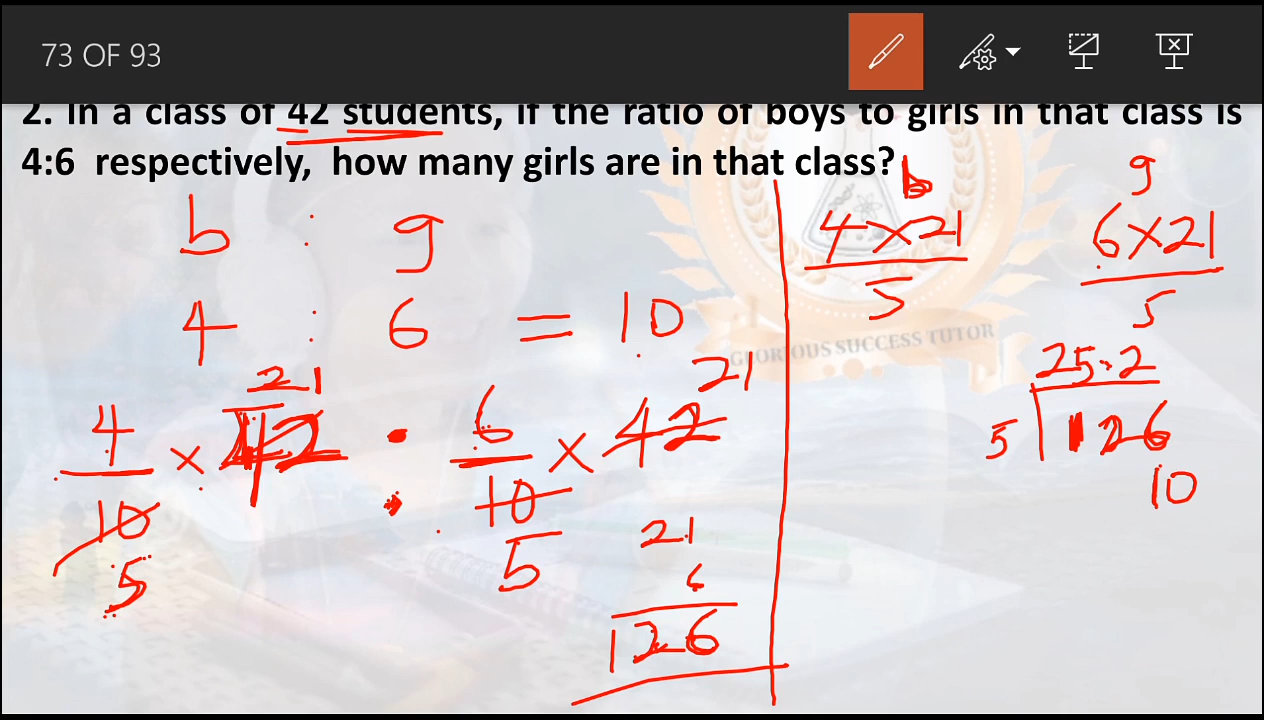 73 OF 93
2. In a class of 42 students, if the ratio of boys to girls in that class is
4:6 respectively, how many girls are in that class?
b : g
4 : 6 = 10
21
4/10 × 42 : 6/10 × 42
21
5
5
21
6
126
b
4×21
5
g
6×21
5
25.2
5 126
10
GLORIOUS SUCCESS TUTOR